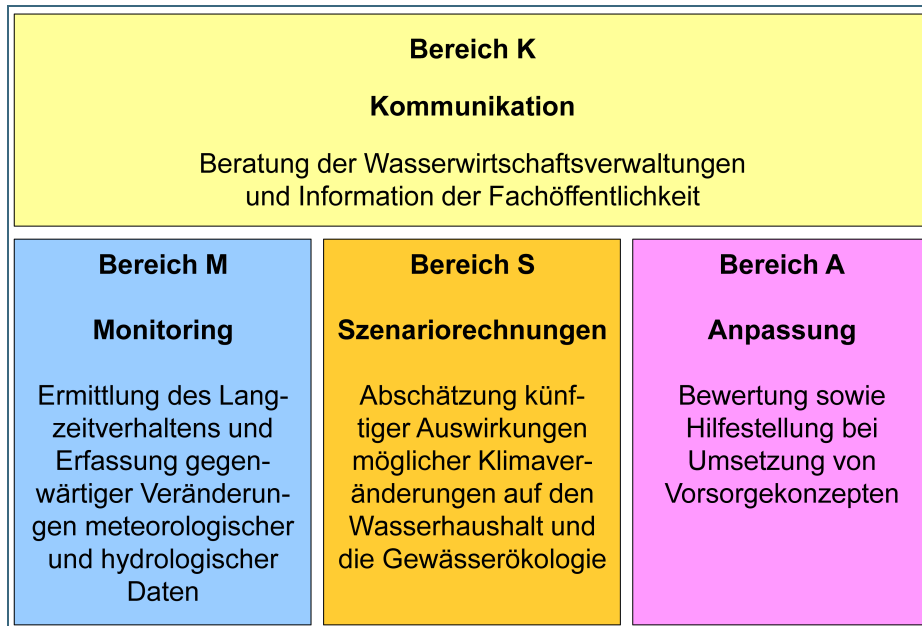 Bereich K
Kommunikation
Beratung der Wasserwirtschaftsverwaltungen
und Information der Fachöffentlichkeit
Bereich M
Monitoring
Ermittlung des Lang-
zeitverhaltens und
Erfassung gegen-
wärtiger Veränderun-
gen meteorologischer
und hydrologischer
Daten
Bereich S
Szenariorechnungen
Abschätzung künf-
tiger Auswirkungen
möglicher Klimaver-
änderungen auf den
Wasserhaushalt und
die Gewässerökologie
Bereich A
Anpassung
Bewertung sowie
Hilfestellung bei
Umsetzung von
Vorsorgekonzepten